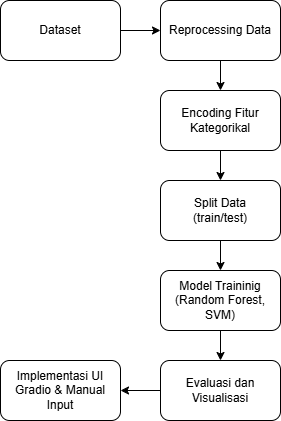 Dataset
Reprocessing Data
Encoding Fitur
Kategorikal
Split Data
(train/test)
Model Traininig
(Random Forest,
SVM)
Evaluasi dan
Visualisasi
Implementasi UI
Gradio & Manual
Input